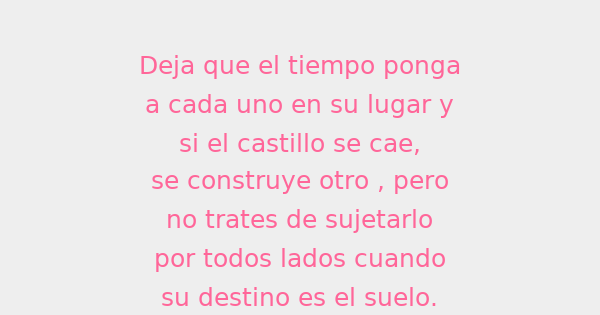 Deja que el tiempo ponga
a cada uno en su lugar y
si el castillo se cae,
se construye otro , pero
no trates de sujetarlo
por todos lados cuando
su destino es el suelo.